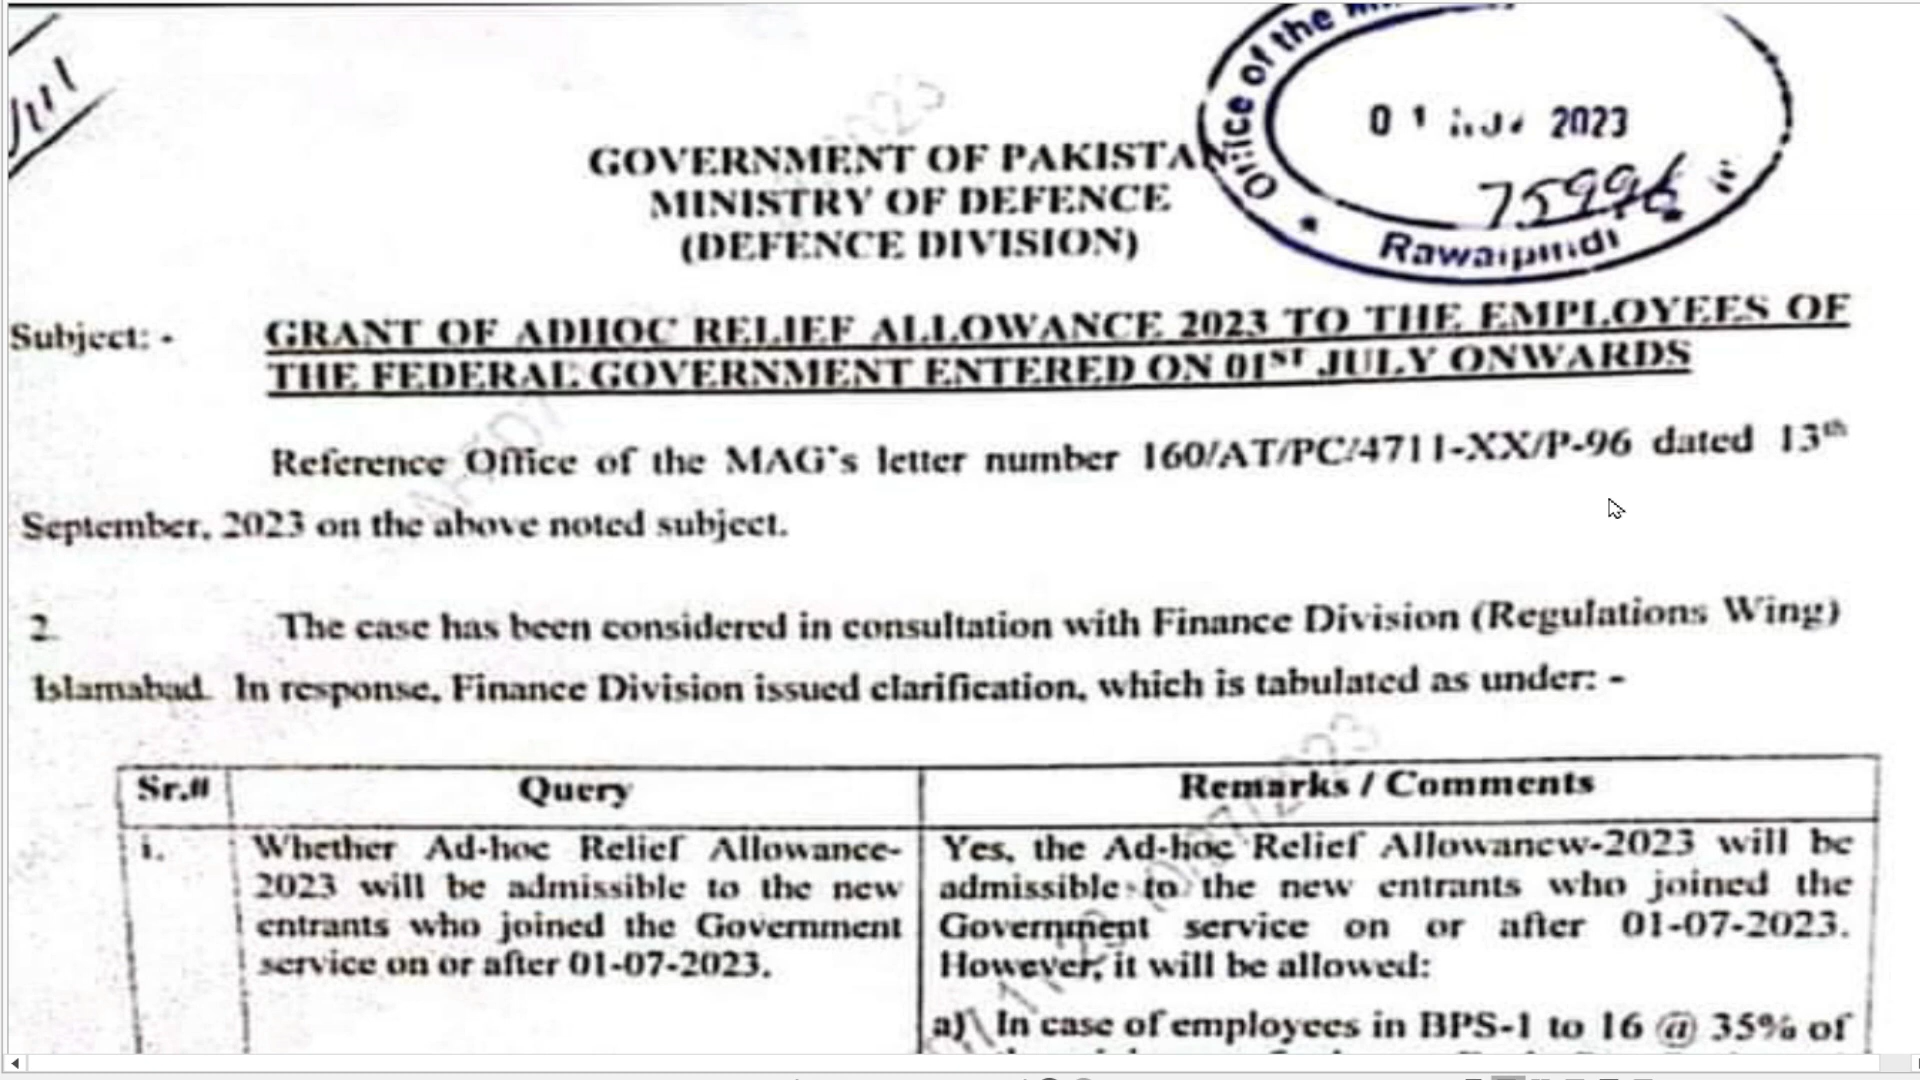 Office of the
01 2023
75996
Rawalpindi
GOVERNMENT OF PAKISTAN
MINISTRY OF DEFENCE
(DEFENCE DIVISION)
Subject: - GRANT OF ADHOC RELIEF ALLOWANCE 2023 TO THE EMPLOYEES OF
THE FEDERAL GOVERNMENT ENTERED ON 01ST JULY ONWARDS
Reference Office of the MAG's letter number 160/AT/PC/4711-XX/P-96 dated 13th
September, 2023 on the above noted subject.
2. The case has been considered in consultation with Finance Division (Regulations Wing)
Islamabad. In response, Finance Division issued clarification, which is tabulated as under: -
Sr.# Query Remarks / Comments
i. Whether Ad-hoc Relief Allowance-
2023 will be admissible to the new
entrants who joined the Government
service on or after 01-07-2023.
Yes, the Ad-hoc Relief Allowancw-2023 will be
admissible to the new entrants who joined the
Government service on or after 01-07-2023.
However, it will be allowed:
a) In case of employees in BPS-1 to 16 @ 35% of